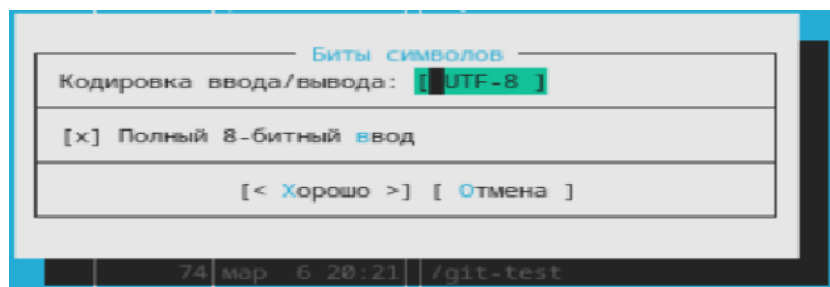 Биты символов
Кодировка ввода/вывода: [ UTF-8 ]
[x] Полный 8-битный ввод
[< Хорошо >] [ Отмена ]
74 мар 6 20:21 /git-test